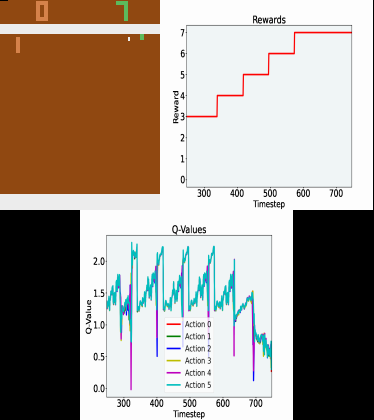 0 7
Rewards
7
6
5
4
3
2
1
0
Reward
300 400 500 600 700
Timestep
Q-Values
2.0
1.5
1.0
0.5
0.0
Q-Value
Action 0
Action 1
Action 2
Action 3
Action 4
Action 5
300 400 500 600 700
Timestep